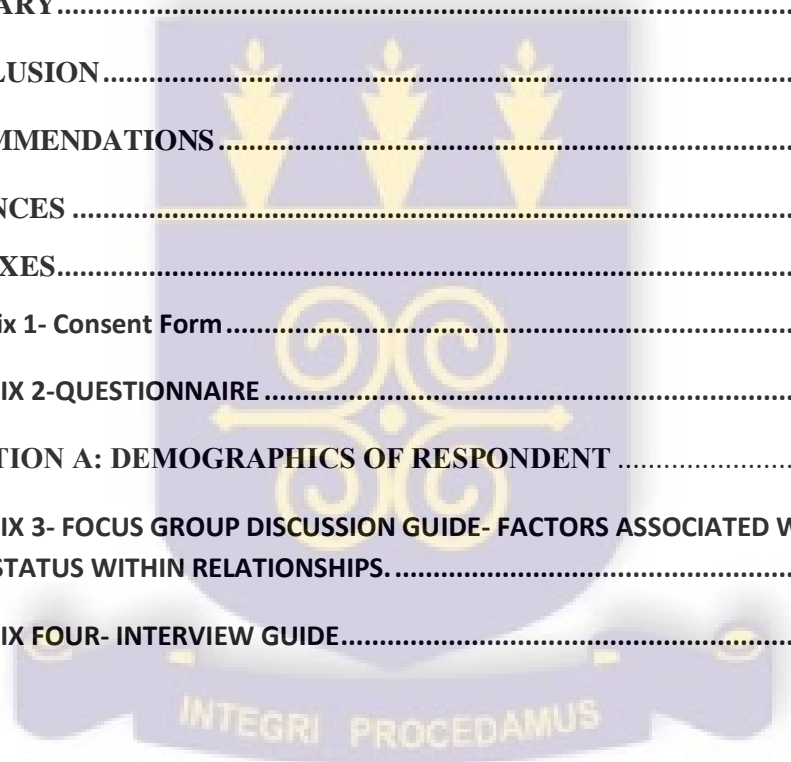 ARY..........................................................................................
LUSION....................................................................................
MMENDATIONS......................................................................
NCES ........................................................................................
XES...........................................................................................
ix 1- Consent Form....................................................................
IX 2-QUESTIONNAIRE...............................................................
TION A: DEMOGRAPHICS OF RESPONDENT ........................
IX 3- FOCUS GROUP DISCUSSION GUIDE- FACTORS ASSOCIATED W
STATUS WITHIN RELATIONSHIPS. ..........................................
IX FOUR- INTERVIEW GUIDE....................................................
INTEGRI PROCEDAMUS